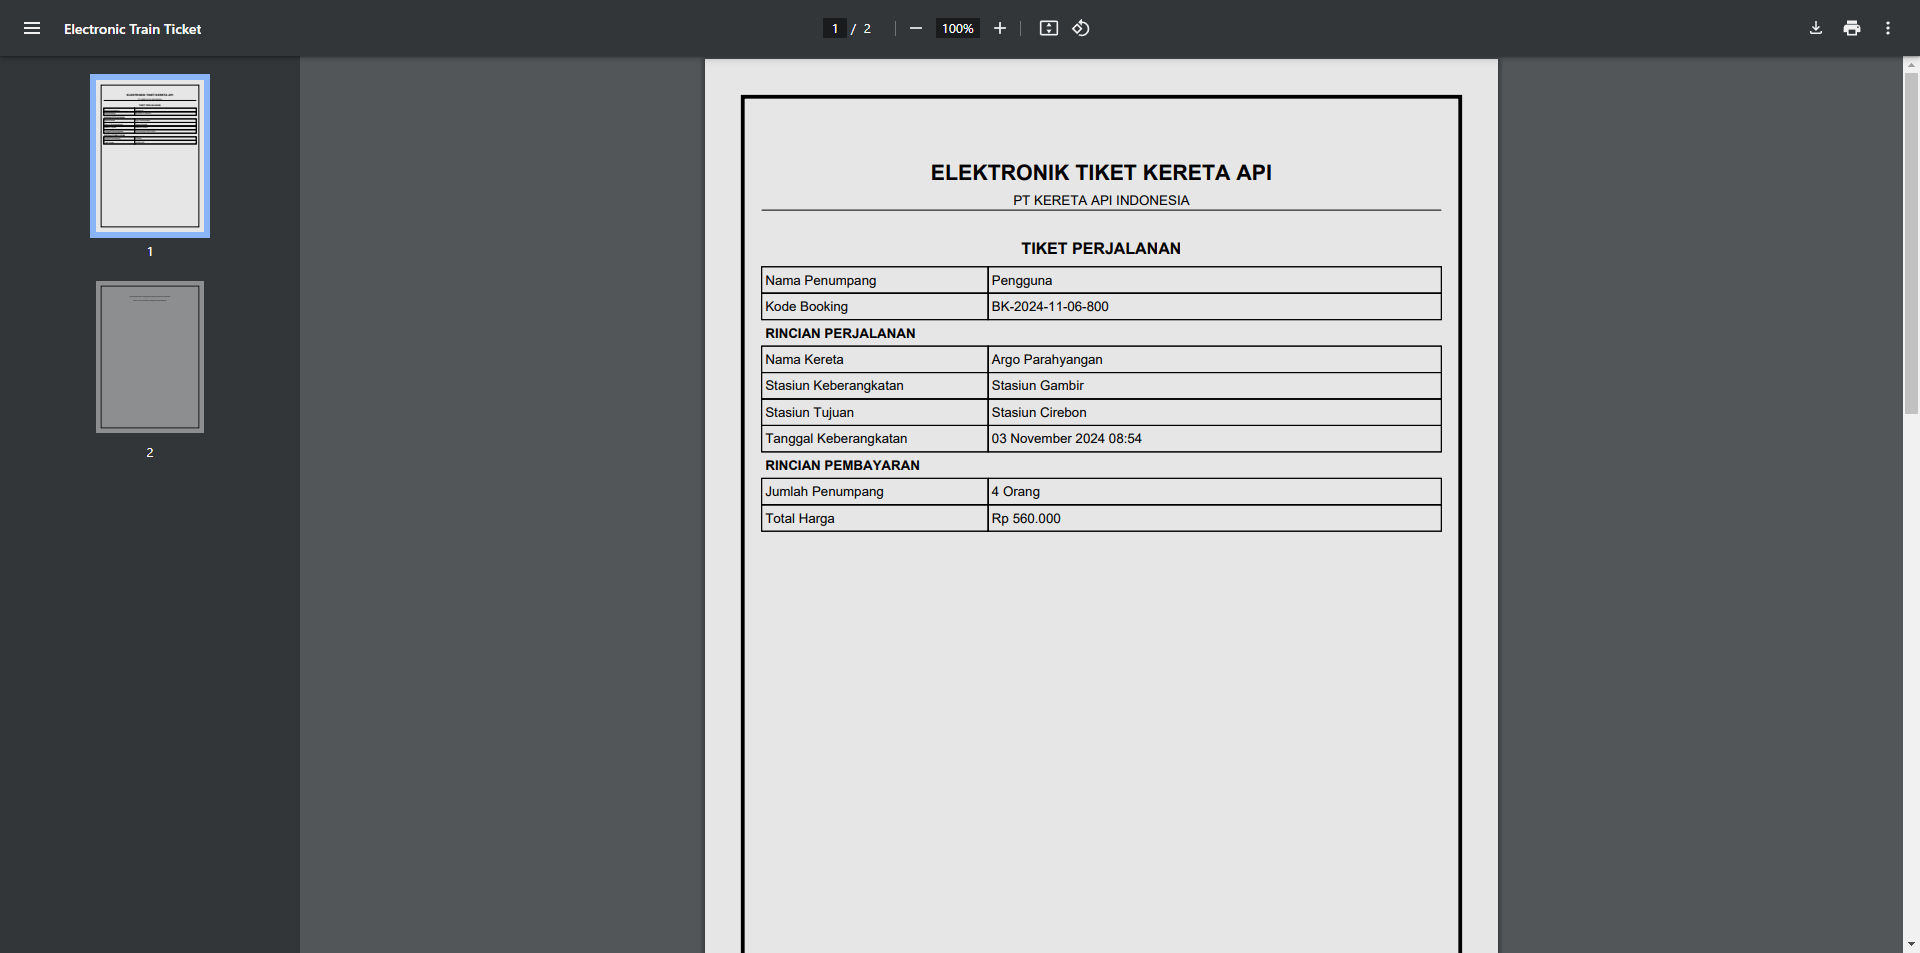 Electronic Train Ticket
1 / 2
100%
1
2
ELEKTRONIK TIKET KERETA API
PT KERETA API INDONESIA
TIKET PERJALANAN
Nama Penumpang Pengguna
Kode Booking BK-2024-11-06-800
RINCIAN PERJALANAN
Nama Kereta Argo Parahyangan
Stasiun Keberangkatan Stasiun Gambir
Stasiun Tujuan Stasiun Cirebon
Tanggal Keberangkatan 03 November 2024 08:54
RINCIAN PEMBAYARAN
Jumlah Penumpang 4 Orang
Total Harga Rp 560.000